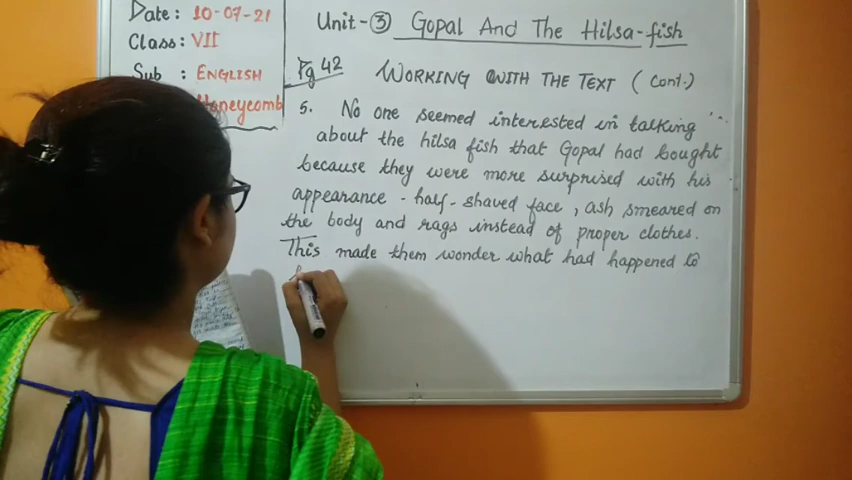 Date: 10-07-21
Class: VII
Sub : ENGLISH
Honeycomb
Unit-③ Gopal And The Hilsa-fish
Pg 42
WORKING WITH THE TEXT (Cont.)
5. No one seemed interested in talking
about the hilsa fish that Gopal had bought
because they were more surprised with his
appearance - half-shaved face, ash smeared on
the body and rags instead of proper clothes.
This made them wonder what had happened to